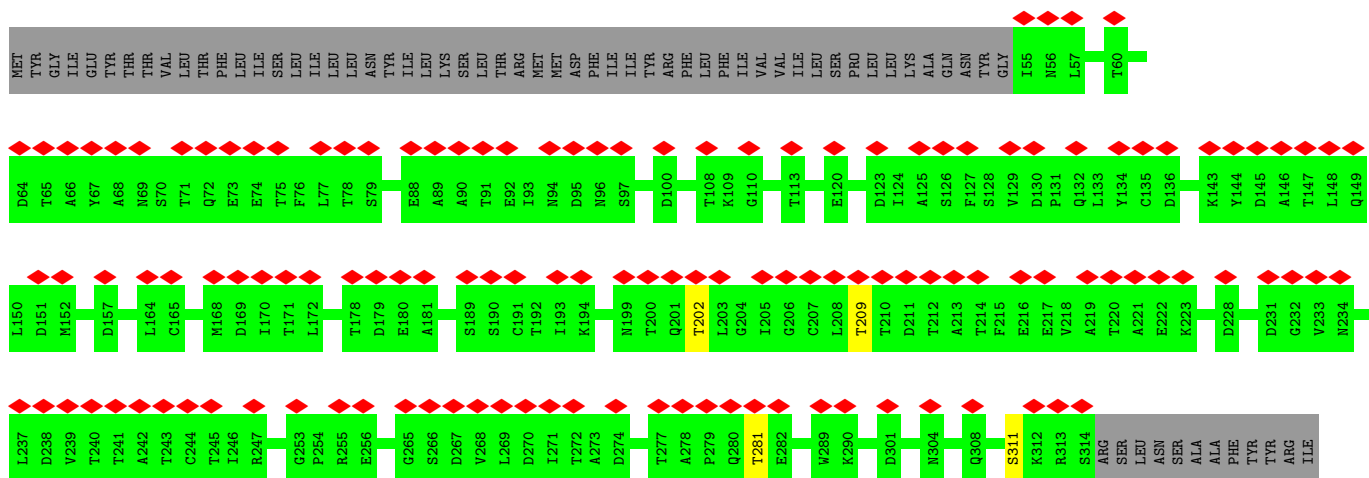 MET TYR GLY ILE GLU TYR THR THR VAL LEU THR PHE LEU ILE SER LEU ILE LEU LEU ASN TYR ILE LEU LYS SER LEU THR ARG MET MET ASP PHE ILE ILE TYR ARG PHE LEU PHE ILE VAL VAL ILE LEU SER PRO LEU LEU LYS ALA GLN ASN TYR GLY I55 N56 L57 T60
D64 T65 A66 Y67 A68 N69 S70 T71 Q72 E73 E74 T75 F76 L77 T78 S79 E88 A89 A90 T91 E92 I93 N94 D95 N96 S97 D100 T108 K109 G110 T113 E120 D123 I124 A125 S126 F127 S128 V129 D130 P131 Q132 L133 Y134 C135 D136 K143 Y144 D145 A146 T147 L148 Q149
L150 D151 M152 D157 L164 C165 M168 D169 I170 T171 L172 T178 D179 E180 A181 S189 S190 C191 T192 I193 K194 N199 T200 Q201 T202 L203 G204 I205 G206 C207 L208 T209 T210 D211 T212 A213 T214 F215 E216 E217 V218 A219 T220 A221 E222 K223 D228 D231 G232 V233 N234
L237 D238 V239 T240 T241 A242 T243 C244 T245 I246 R247 G253 P254 R255 E256 G265 S266 D267 V268 L269 D270 I271 T272 A273 D274 T277 A278 P279 Q280 T281 E282 W289 K290 D301 N304 Q308 S311 K312 R313 S314 ARG SER LEU ASN SER ALA ALA PHE TYR TYR ARG ILE